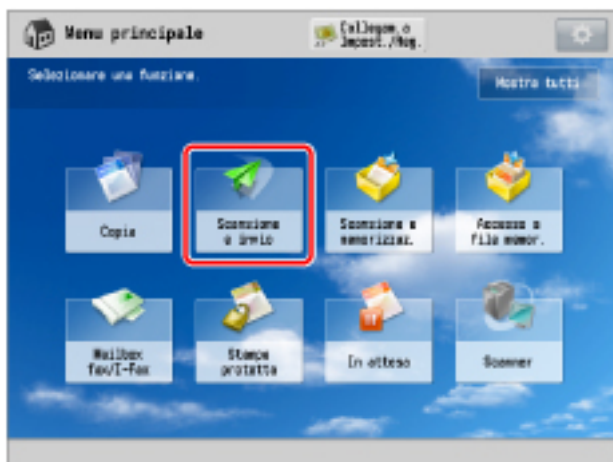 Menu principale
Collegam.a
Impost./Reg.
Selezionare una funzione.
Mostra tutti
Copia
Scansione
e invio
Scansione e
memorizzaz.
Accesso a
file memor.
Mailbox
fax/I-Fax
Stampa
protetta
In attesa
Scanner